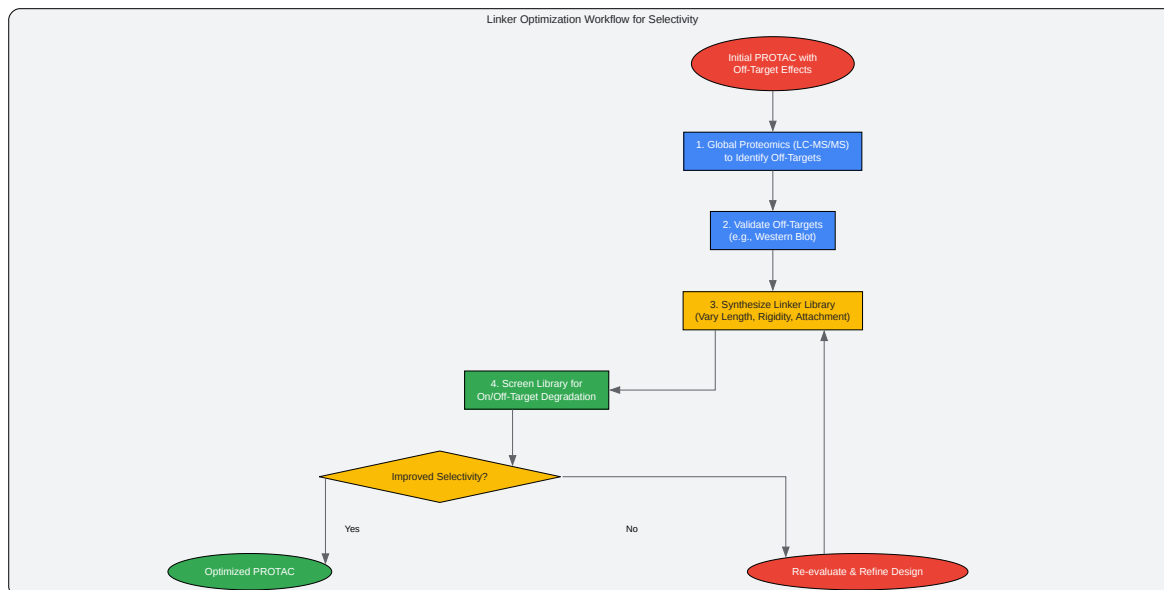 Linker Optimization Workflow for Selectivity
Initial PROTAC with
Off-Target Effects
1. Global Proteomics (LC-MS/MS)
to Identify Off-Targets
2. Validate Off-Targets
(e.g., Western Blot)
3. Synthesize Linker Library
(Vary Length, Rigidity, Attachment)
4. Screen Library for
On/Off-Target Degradation
Improved Selectivity?
Yes
No
Optimized PROTAC
Re-evaluate & Refine Design